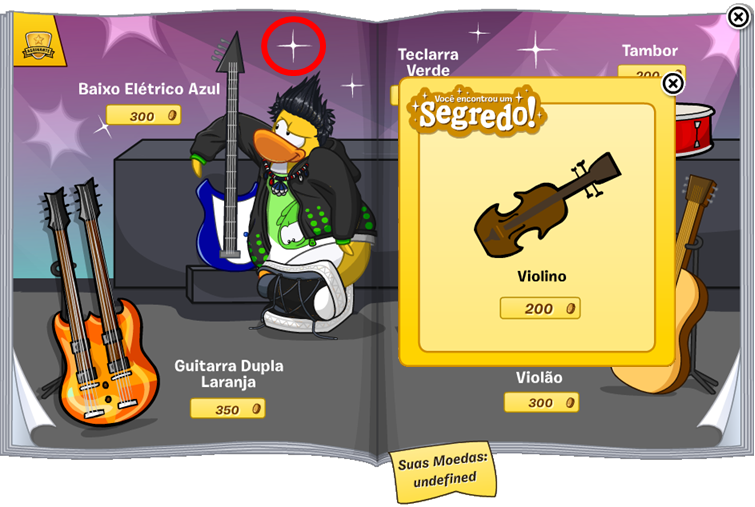 ASSINANTE
Baixo Elétrico Azul
300
Teclarra
Verde
Tambor
200
Você encontrou um
Segredo!
Violino
200
Guitarra Dupla
Laranja
350
Violão
300
Suas Moedas:
undefined